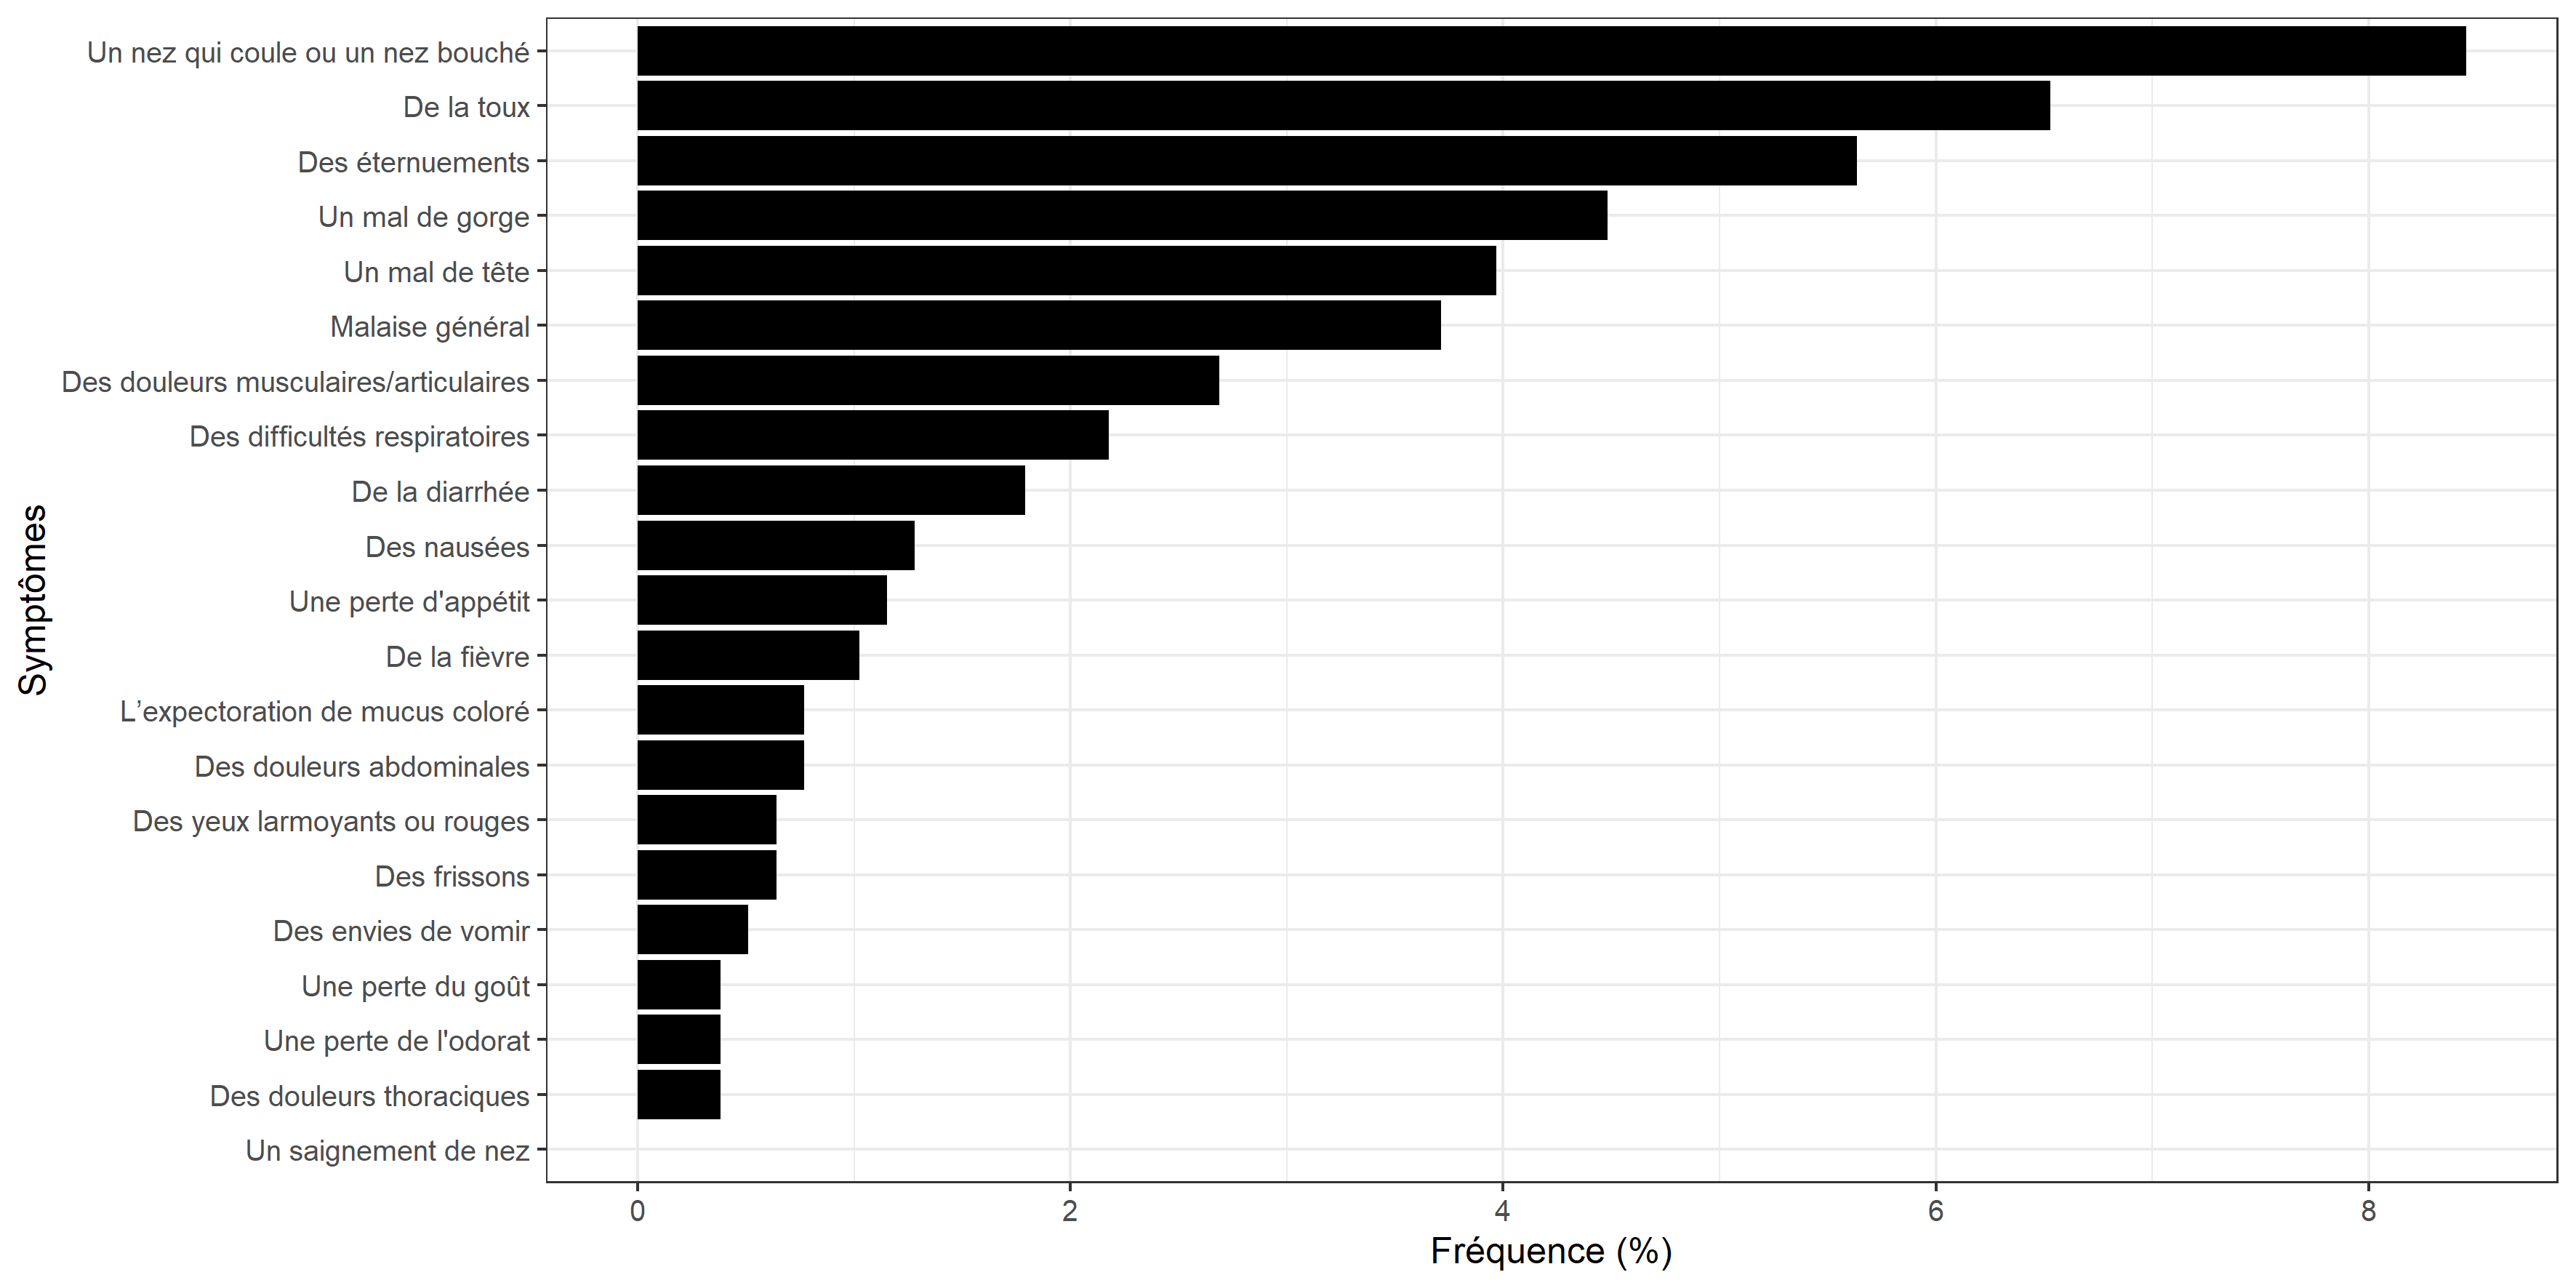 Un nez qui coule ou un nez bouché
De la toux
Des éternuements
Un mal de gorge
Un mal de tête
Malaise général
Des douleurs musculaires/articulaires
Des difficultés respiratoires
De la diarrhée
Des nausées
Une perte d'appétit
De la fièvre
L’expectoration de mucus coloré
Des douleurs abdominales
Des yeux larmoyants ou rouges
Des frissons
Des envies de vomir
Une perte du goût
Une perte de l'odorat
Des douleurs thoraciques
Un saignement de nez
Symptômes
0 2 4 6 8
Fréquence (%)